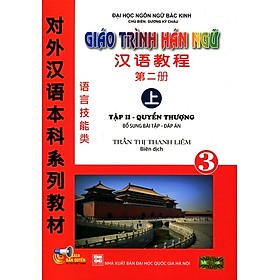 ĐẠI HỌC NGÔN NGỮ BẮC KINH
CHỦ BIÊN: DƯƠNG KÝ CHÂU
GIÁO TRÌNH HÁN NGỮ
汉语教程
第二册
上
TẬP II - QUYỂN THƯỢNG
BỔ SUNG BÀI TẬP - ĐÁP ÁN
TRẦN THỊ THANH LIÊM
Biên dịch
对外汉语本科系列教材
语言技能类
3
NHÀ XUẤT BẢN ĐẠI HỌC QUỐC GIA HÀ NỘI